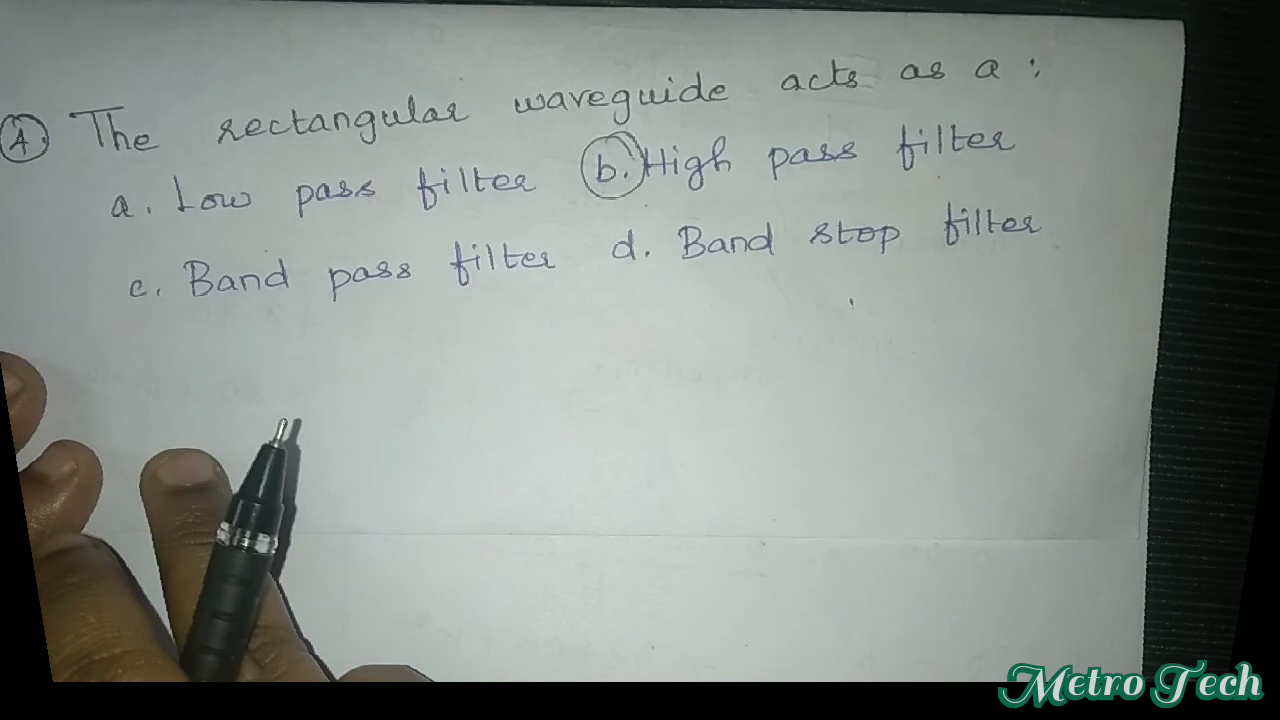 4. The rectangular waveguide acts as a :
a. Low pass filter b. High pass filter
c. Band pass filter d. Band stop filter
Metro Tech